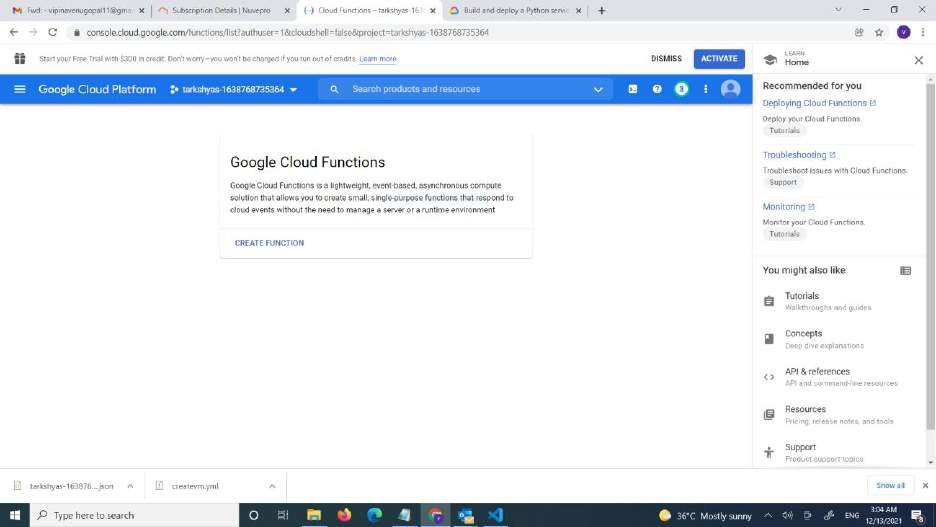 Fwd: - vipinavenugopal11@gmai
Subscription Details | Nuvepro
Cloud Functions – tarkshyas-163
Build and deploy a Python servic
console.cloud.google.com/functions/list?authuser=1&cloudshell=false&project=tarkshyas-1638768735364
V
Start your Free Trial with $300 in credit. Don't worry—you won't be charged if you run out of credits. Learn more
DISMISS
ACTIVATE
Google Cloud Platform
tarkshyas-1638768735364
Search products and resources
3
Google Cloud Functions
Google Cloud Functions is a lightweight, event-based, asynchronous compute
solution that allows you to create small, single-purpose functions that respond to
cloud events without the need to manage a server or a runtime environment
CREATE FUNCTION
LEARN
Home
Recommended for you
Deploying Cloud Functions
Deploy your Cloud Functions.
Tutorials
Troubleshooting
Troubleshoot issues with Cloud Functions.
Support
Monitoring
Monitor your Cloud Functions.
Tutorials
You might also like
Tutorials
Walkthroughs and guides
Concepts
Deep dive explanations
API & references
API and command-line resources
Resources
Pricing, release notes, and tools
Support
Product support topics
tarkshyas-163876....json
createvm.yml
Show all
Type here to search
36°C Mostly sunny
ENG
3:04 AM
12/13/2021
8